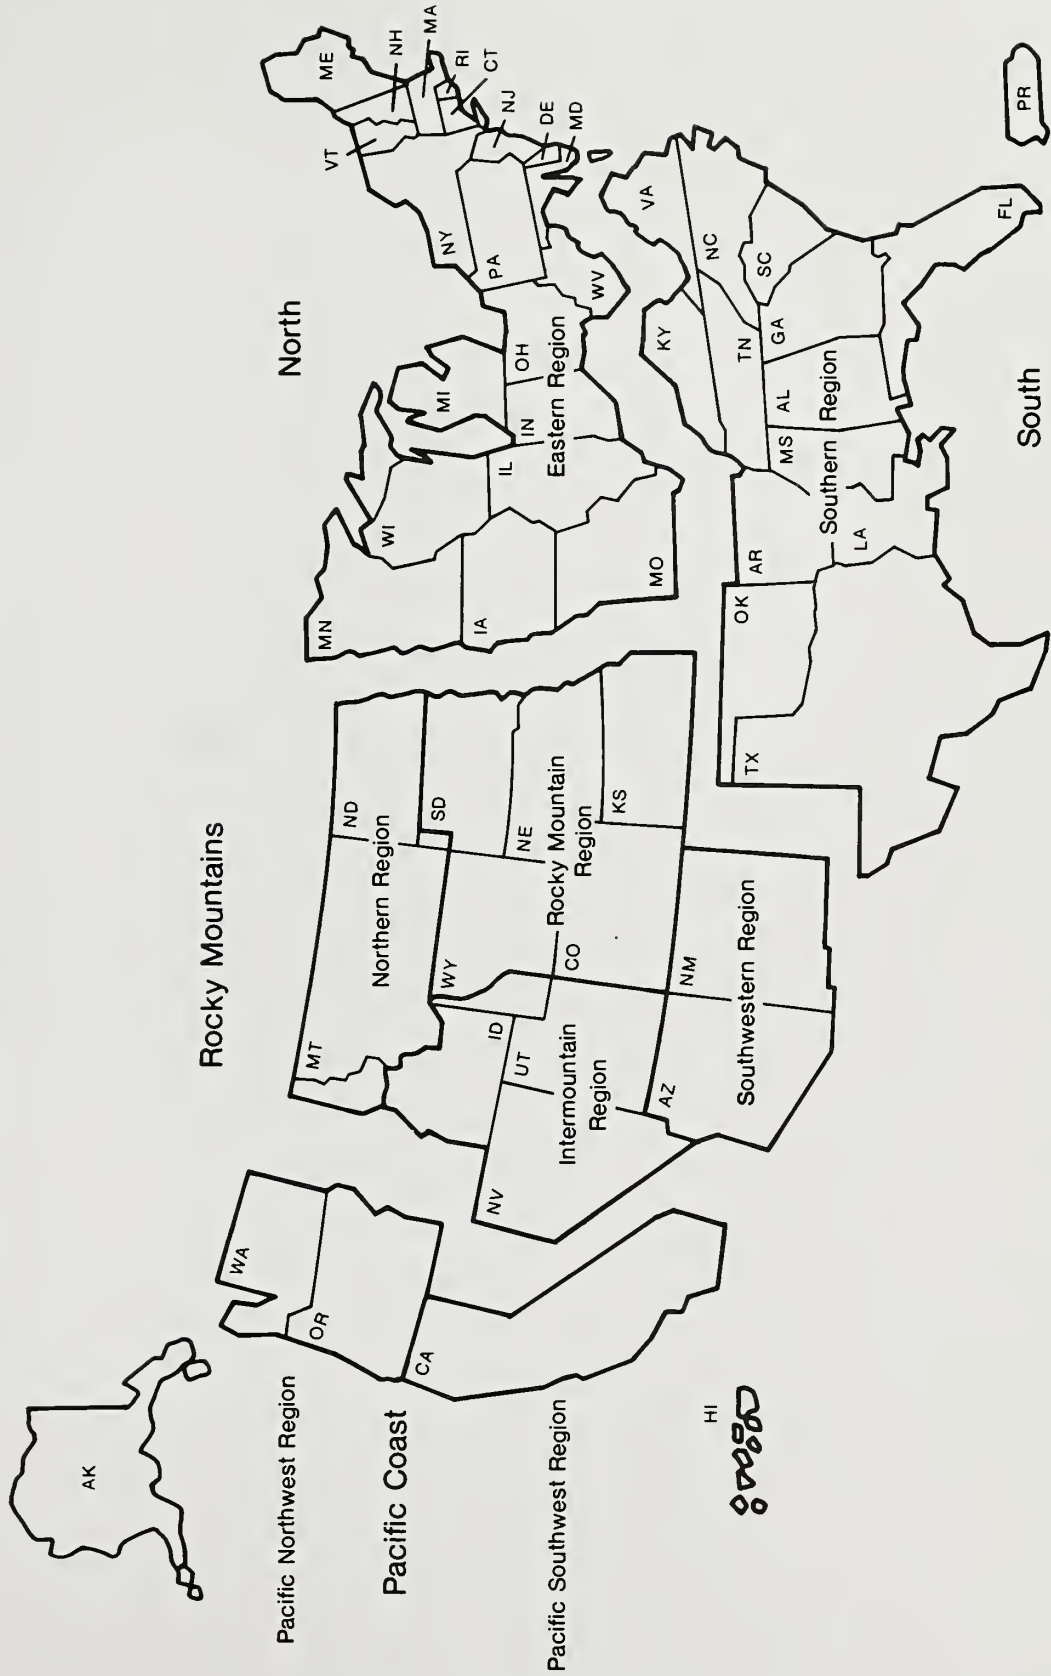 AK
Pacific Northwest Region
Pacific Coast
Pacific Southwest Region
WA
OR
CA
HI
Rocky Mountains
MT
ND
Northern Region
ID
WY
SD
NE
Rocky Mountain
Region
NV
UT
CO
KS
Intermountain
Region
AZ
NM
Southwestern Region
North
MN
WI
MI
IA
IL
IN
OH
MO
Eastern Region
ME
VT
NH
MA
RI
CT
NY
NJ
PA
DE
MD
WV
VA
KY
NC
TN
SC
TX
OK
AR
MS
AL
GA
Southern
Region
LA
FL
South
PR